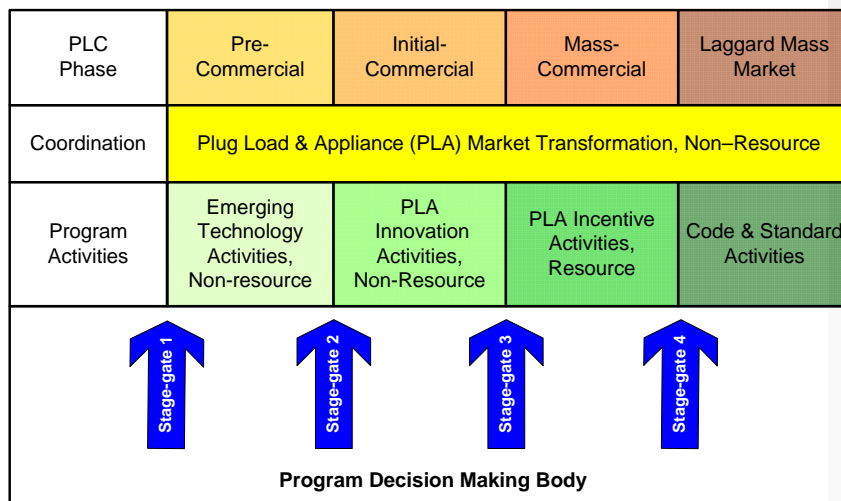 PLC
Phase
Pre-
Commercial
Initial-
Commercial
Mass-
Commercial
Laggard Mass
Market
Coordination
Plug Load & Appliance (PLA) Market Transformation, Non–Resource
Program
Activities
Emerging
Technology
Activities,
Non-resource
PLA
Innovation
Activities,
Non-Resource
PLA Incentive
Activities,
Resource
Code & Standard
Activities
Stage-gate 1
Stage-gate 2
Stage-gate 3
Stage-gate 4
Program Decision Making Body